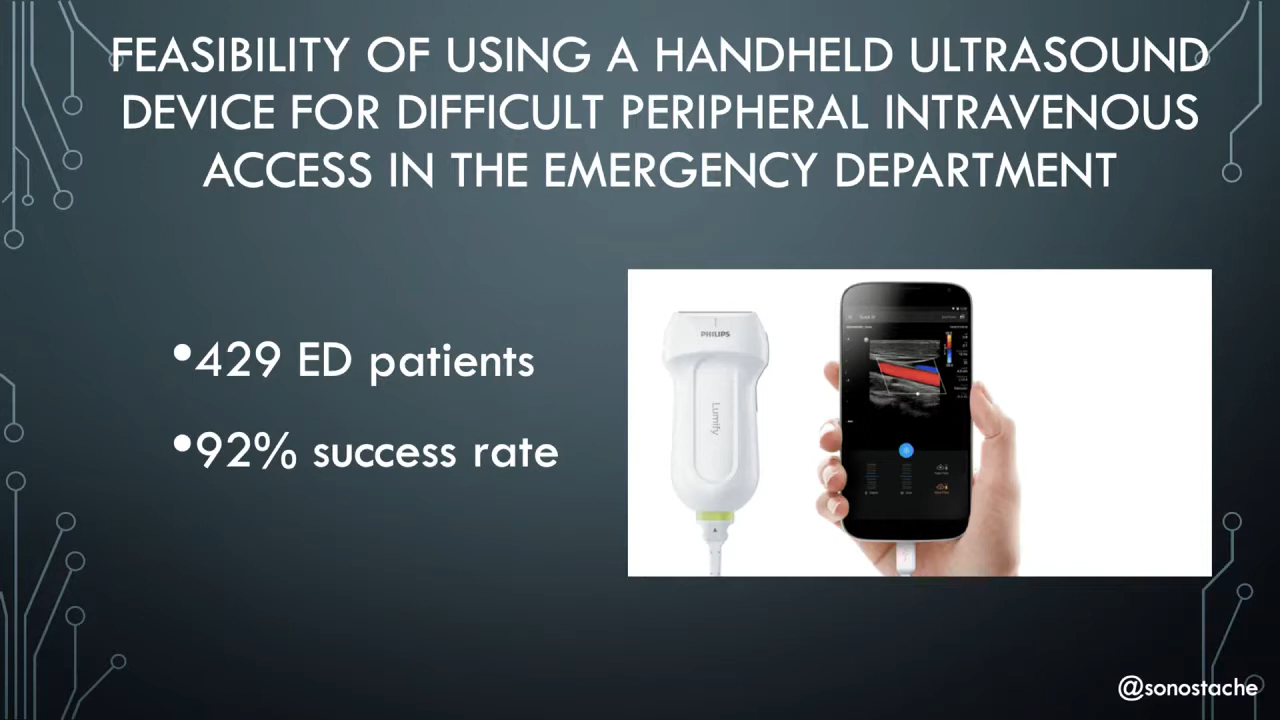 FEASIBILITY OF USING A HANDHELD ULTRASOUND
DEVICE FOR DIFFICULT PERIPHERAL INTRAVENOUS
ACCESS IN THE EMERGENCY DEPARTMENT
•429 ED patients
•92% success rate
PHILIPS
Lumify
@sonostache